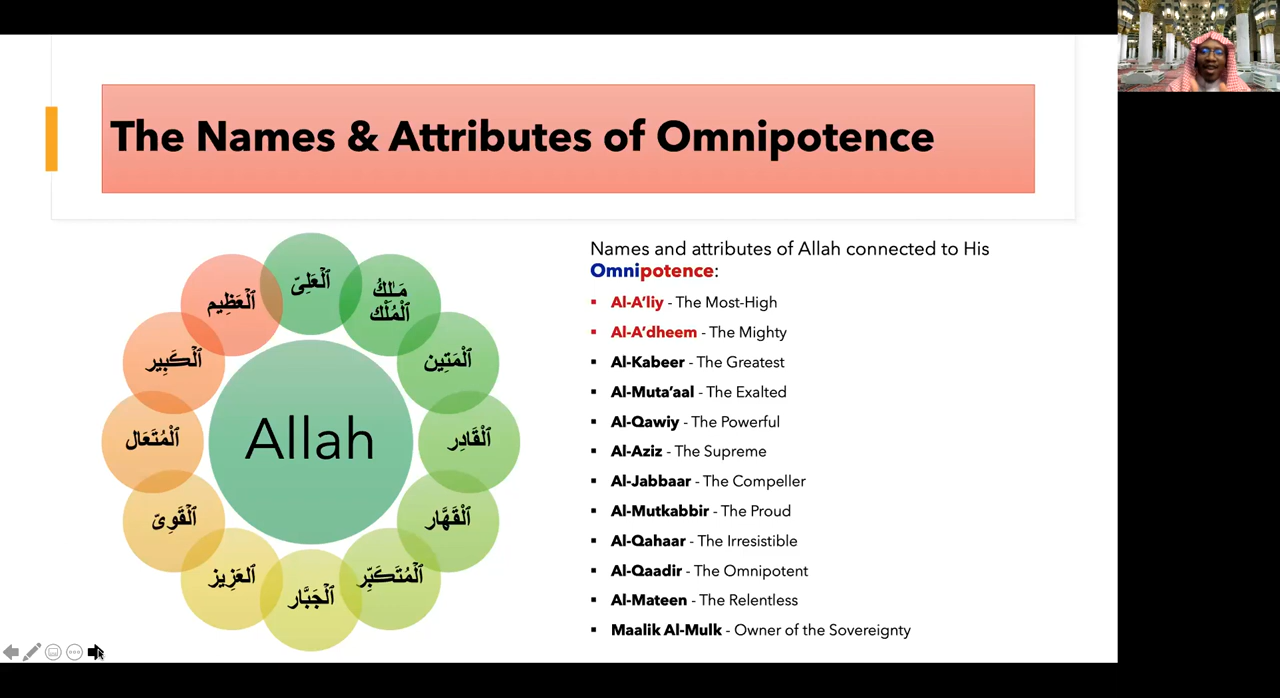 The Names & Attributes of Omnipotence
ٱلْعَلِىّ
مَـٰلِكُ
ٱلْمُلْك
ٱلْمَتِين
ٱلْقَادِر
ٱلْقَهَّار
ٱلْمُتَكَبِّر
ٱلْجَبَّار
ٱلعَزِيز
ٱلْقَوِىّ
ٱلْمُتَعَال
ٱلْكَبِير
ٱلْعَظِيم
Allah
Names and attributes of Allah connected to His
Omnipotence:
▪ Al-A’liy - The Most-High
▪ Al-A’dheem - The Mighty
▪ Al-Kabeer - The Greatest
▪ Al-Muta’aal - The Exalted
▪ Al-Qawiy - The Powerful
▪ Al-Aziz - The Supreme
▪ Al-Jabbaar - The Compeller
▪ Al-Mutkabbir - The Proud
▪ Al-Qahaar - The Irresistible
▪ Al-Qaadir - The Omnipotent
▪ Al-Mateen - The Relentless
▪ Maalik Al-Mulk - Owner of the Sovereignty